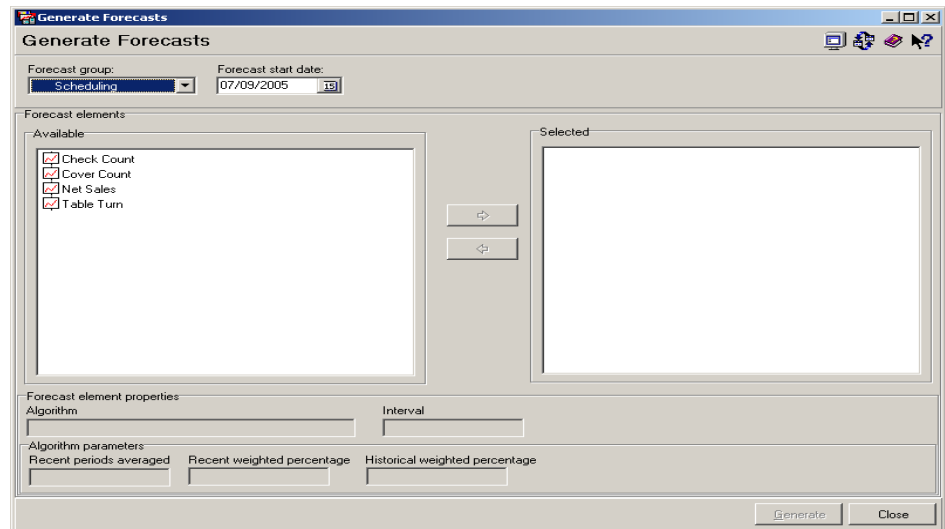 Generate Forecasts
Generate Forecasts
Forecast group: Forecast start date:
Scheduling 07/09/2005 15
Forecast elements
Available Selected
Check Count
Cover Count
Net Sales
Table Turn
Forecast element properties
Algorithm Interval
Algorithm parameters
Recent periods averaged Recent weighted percentage Historical weighted percentage
Generate Close